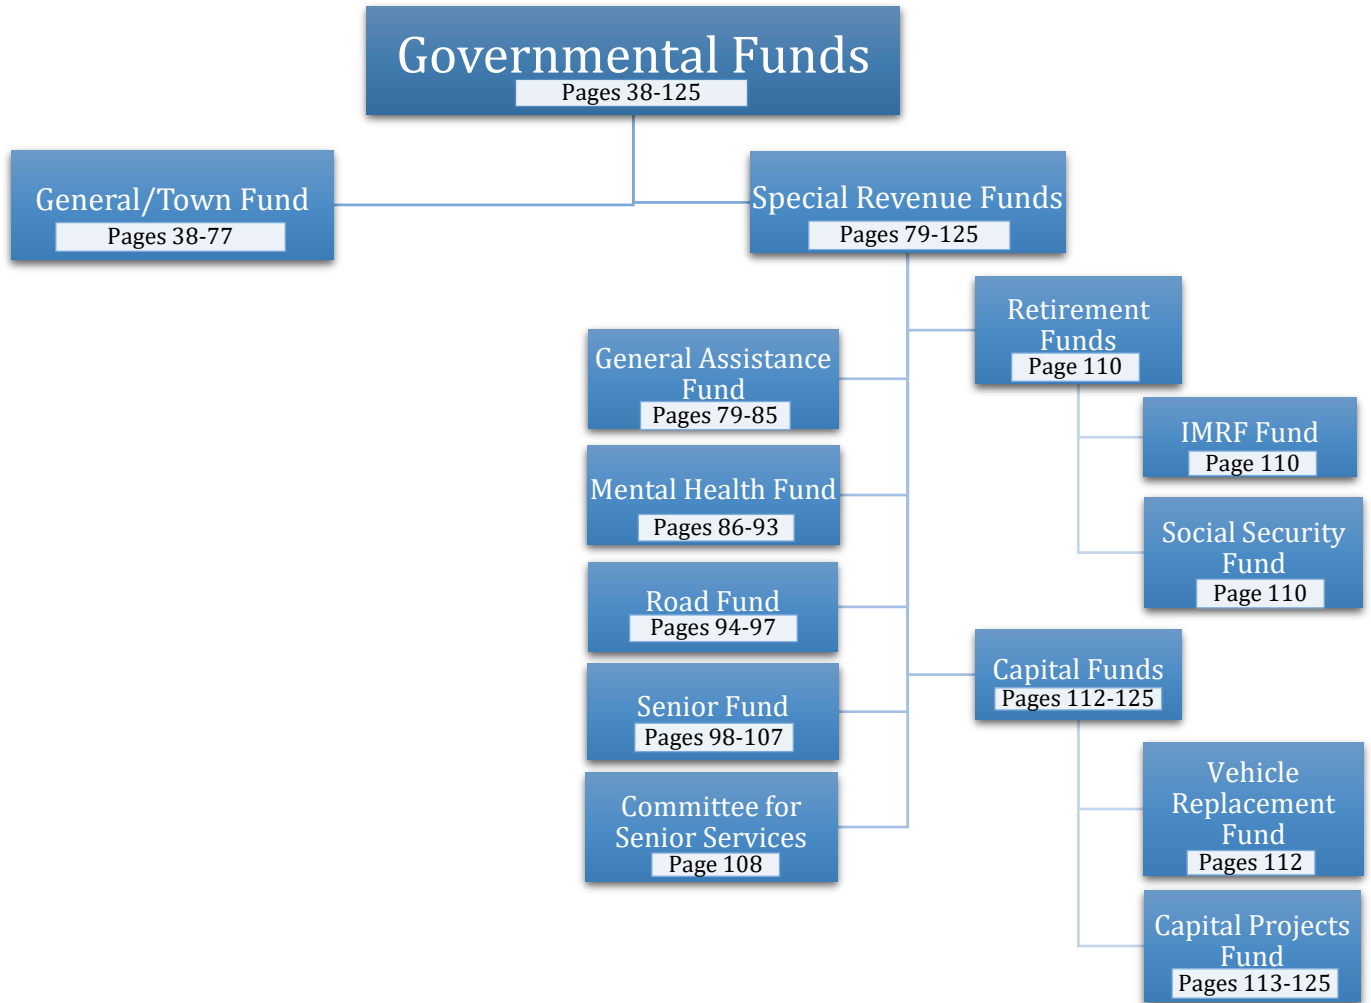 Governmental Funds
Pages 38-125
General/Town Fund
Pages 38-77
Special Revenue Funds
Pages 79-125
General Assistance
Fund
Pages 79-85
Mental Health Fund
Pages 86-93
Road Fund
Pages 94-97
Senior Fund
Pages 98-107
Committee for
Senior Services
Page 108
Retirement
Funds
Page 110
IMRF Fund
Page 110
Social Security
Fund
Page 110
Capital Funds
Pages 112-125
Vehicle
Replacement
Fund
Pages 112
Capital Projects
Fund
Pages 113-125